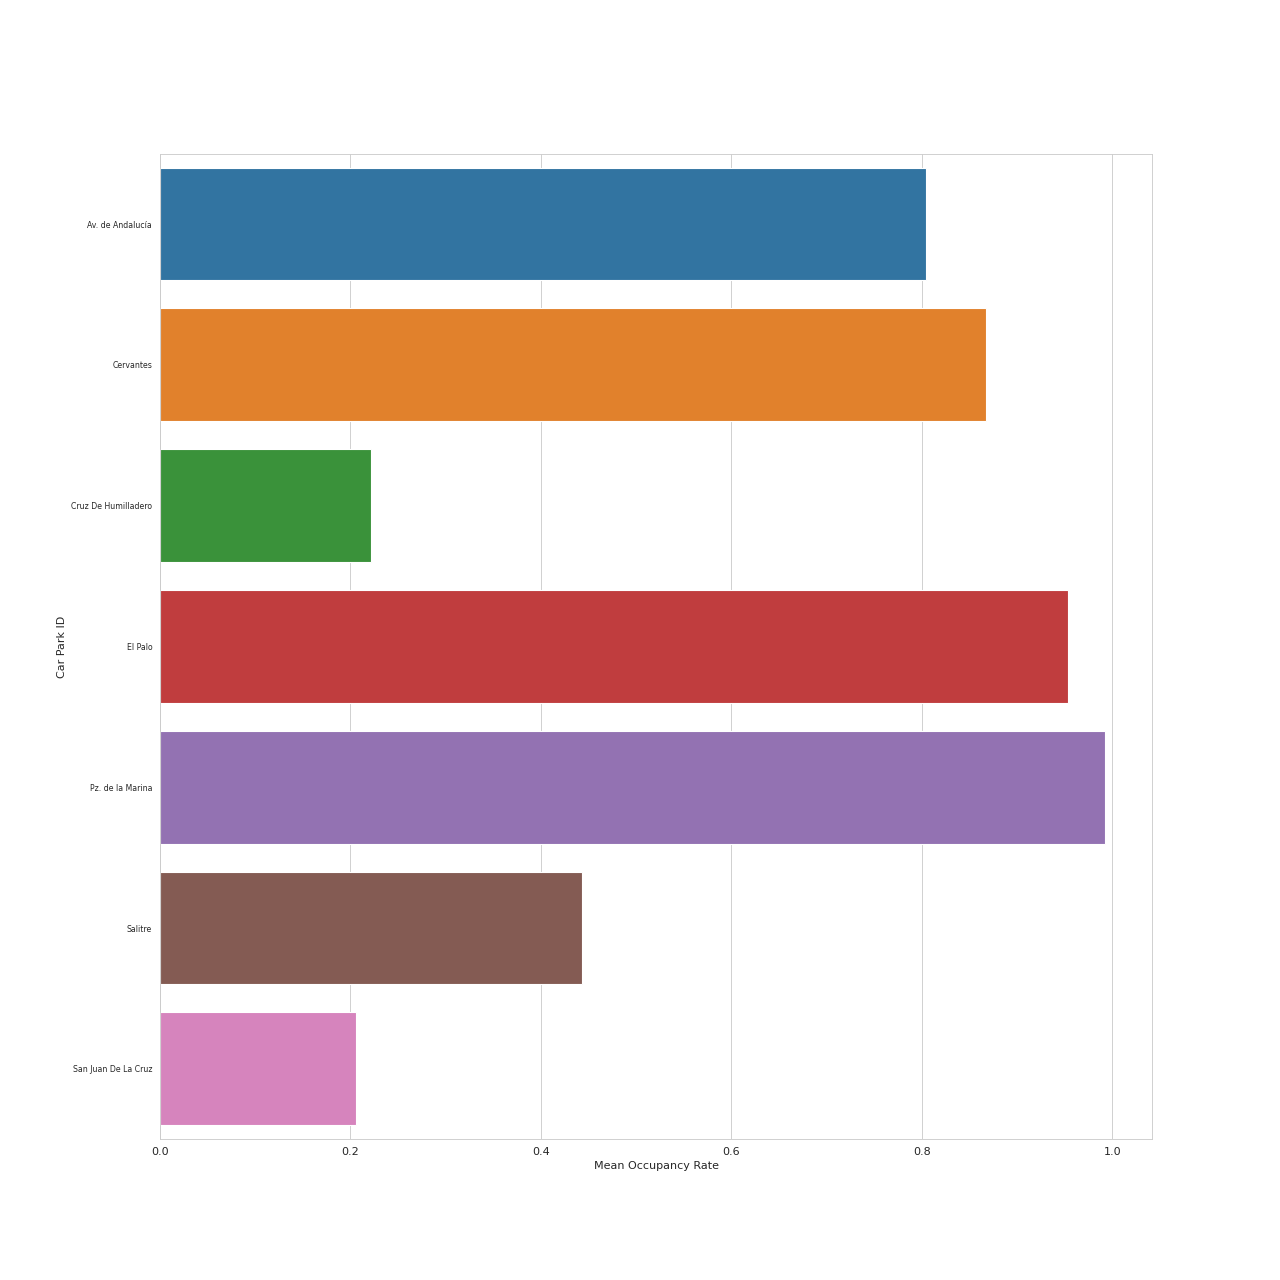 Av. de Andalucía
Cervantes
Cruz De Humilladero
El Palo
Pz. de la Marina
Salitre
San Juan De La Cruz
Car Park ID
0.0 0.2 0.4 0.6 0.8 1.0
Mean Occupancy Rate